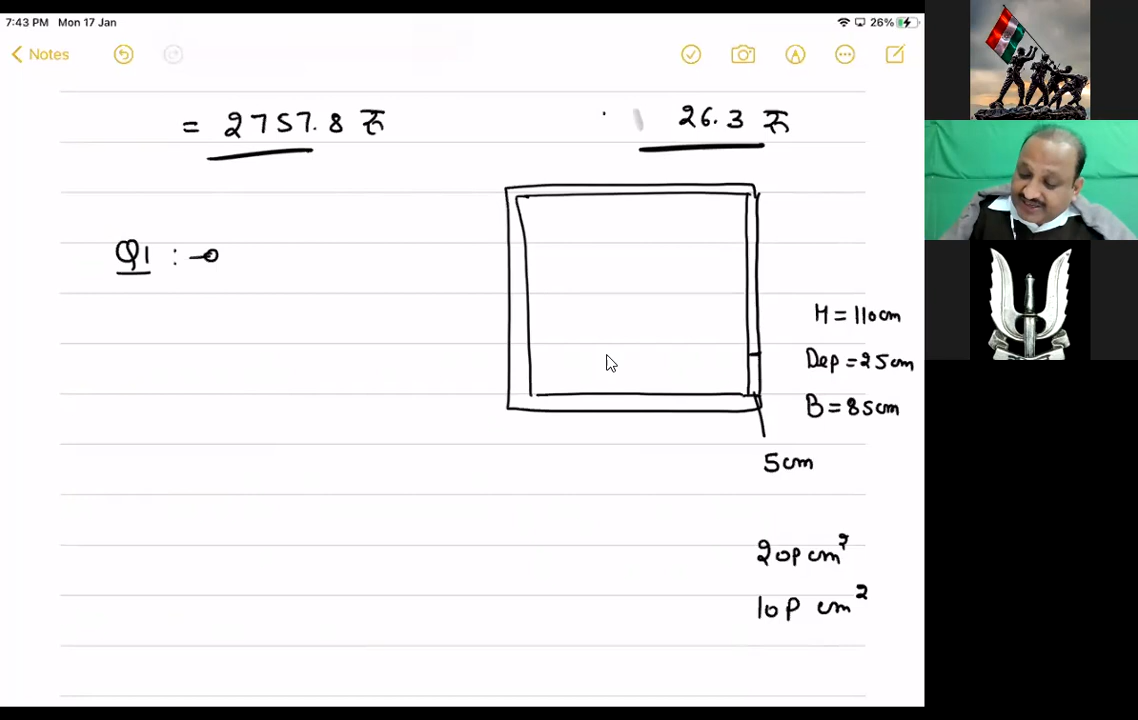 7:43 PM Mon 17 Jan
26%
Notes
= 2757.8 रू
26.3 रू
Q1 :-
H = 110cm
Dep = 25cm
B = 85cm
5cm
20P cm²
10P cm²